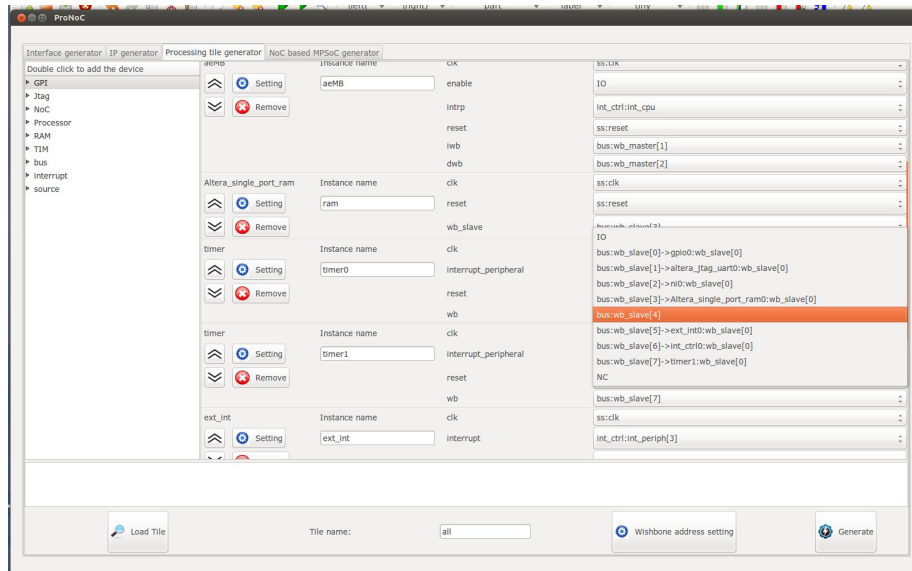 ProNoC
Interface generator IP generator Processing tile generator NoC based MPSoC generator
Double click to add the device
GPI
Jtag
NoC
Processor
RAM
TIM
bus
interrupt
source
aeMB Instance name clk ss:clk
Setting aeMB enable IO
Remove intrp int_ctrl:int_cpu
reset ss:reset
iwb bus:wb_master[1]
dwb bus:wb_master[2]
Altera_single_port_ram Instance name clk ss:clk
Setting ram reset ss:reset
Remove wb_slave bus:wb_slave[3]
timer Instance name clk
Setting timer0 interrupt_peripheral
Remove reset
wb
timer Instance name clk
Setting timer1 interrupt_peripheral
Remove reset
wb bus:wb_slave[7]
IO
bus:wb_slave[0]->gpio0:wb_slave[0]
bus:wb_slave[1]->altera_jtag_uart0:wb_slave[0]
bus:wb_slave[2]->ni0:wb_slave[0]
bus:wb_slave[3]->Altera_single_port_ram0:wb_slave[0]
bus:wb_slave[4]
bus:wb_slave[5]->ext_int0:wb_slave[0]
bus:wb_slave[6]->int_ctrl0:wb_slave[0]
bus:wb_slave[7]->timer1:wb_slave[0]
NC
ext_int Instance name clk ss:clk
Setting ext_int interrupt int_ctrl:int_periph[3]
Load Tile Tile name: all Wishbone address setting Generate